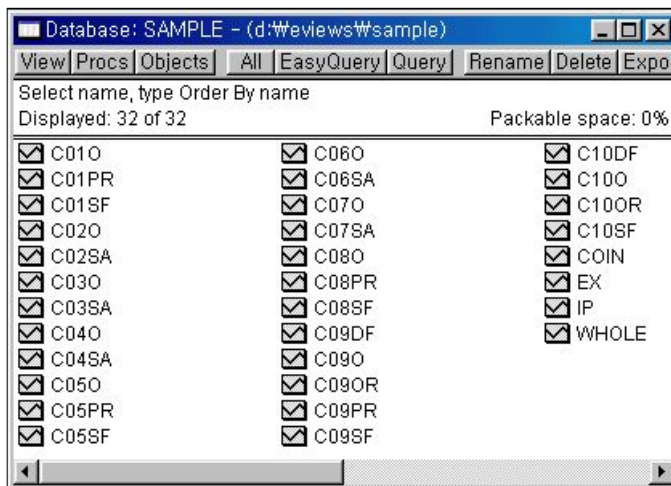 Database: SAMPLE - (d:₩eviews₩sample)
View Procs Objects All EasyQuery Query Rename Delete Expo
Select name, type Order By name
Displayed: 32 of 32 Packable space: 0%
C01O
C01PR
C01SF
C02O
C02SA
C03O
C03SA
C04O
C04SA
C05O
C05PR
C05SF
C06O
C06SA
C07O
C07SA
C08O
C08PR
C08SF
C09DF
C09O
C09OR
C09PR
C09SF
C10DF
C10O
C10OR
C10SF
COIN
EX
IP
WHOLE